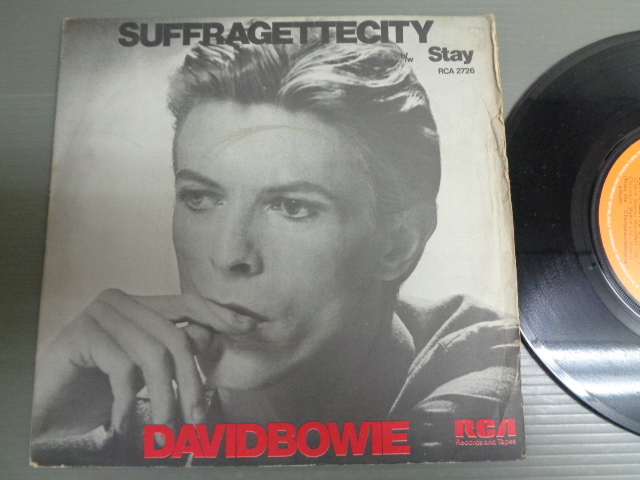 SUFFRAGETTECITY
b/w Stay
RCA 2726
DAVIDBOWIE
RCA
Records and Tapes